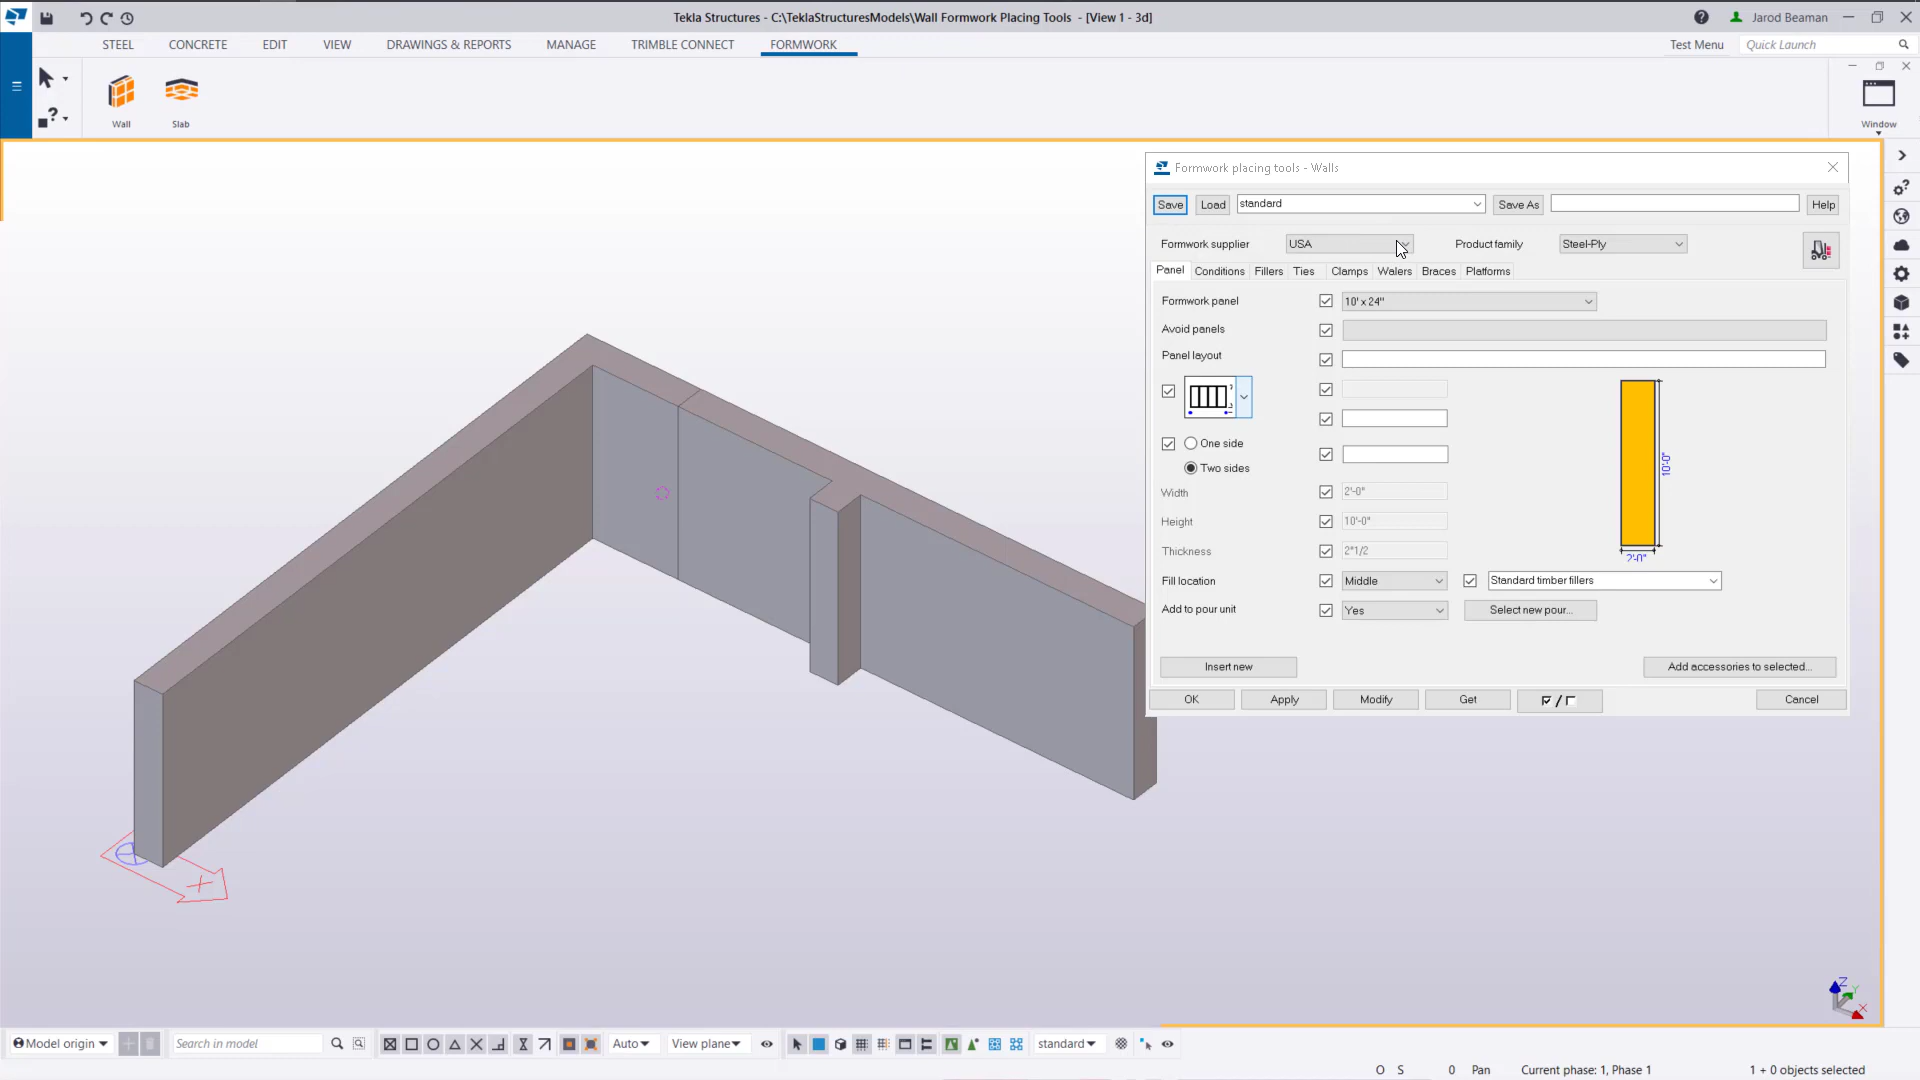 Tekla Structures - C:\TeklaStructuresModels\Wall Formwork Placing Tools - [View 1 - 3d]
Jarod Beaman
STEEL CONCRETE EDIT VIEW DRAWINGS & REPORTS MANAGE TRIMBLE CONNECT FORMWORK
Test Menu Quick Launch
Wall Slab
Window
Formwork placing tools - Walls
Save Load standard Save As Help
Formwork supplier USA Product family Steel-Ply
Panel Conditions Fillers Ties Clamps Walers Braces Platforms
Formwork panel 10' x 24"
Avoid panels
Panel layout
One side
Two sides
10'-0"
Width 2'-0"
Height 10'-0"
Thickness 2"1/2
2'-0"
Fill location Middle Standard timber fillers
Add to pour unit Yes Select new pour...
Insert new Add accessories to selected...
OK Apply Modify Get / Cancel
X
Z
Y
X
Model origin Search in model Auto View plane standard
O S 0 Pan Current phase: 1, Phase 1 1 + 0 objects selected